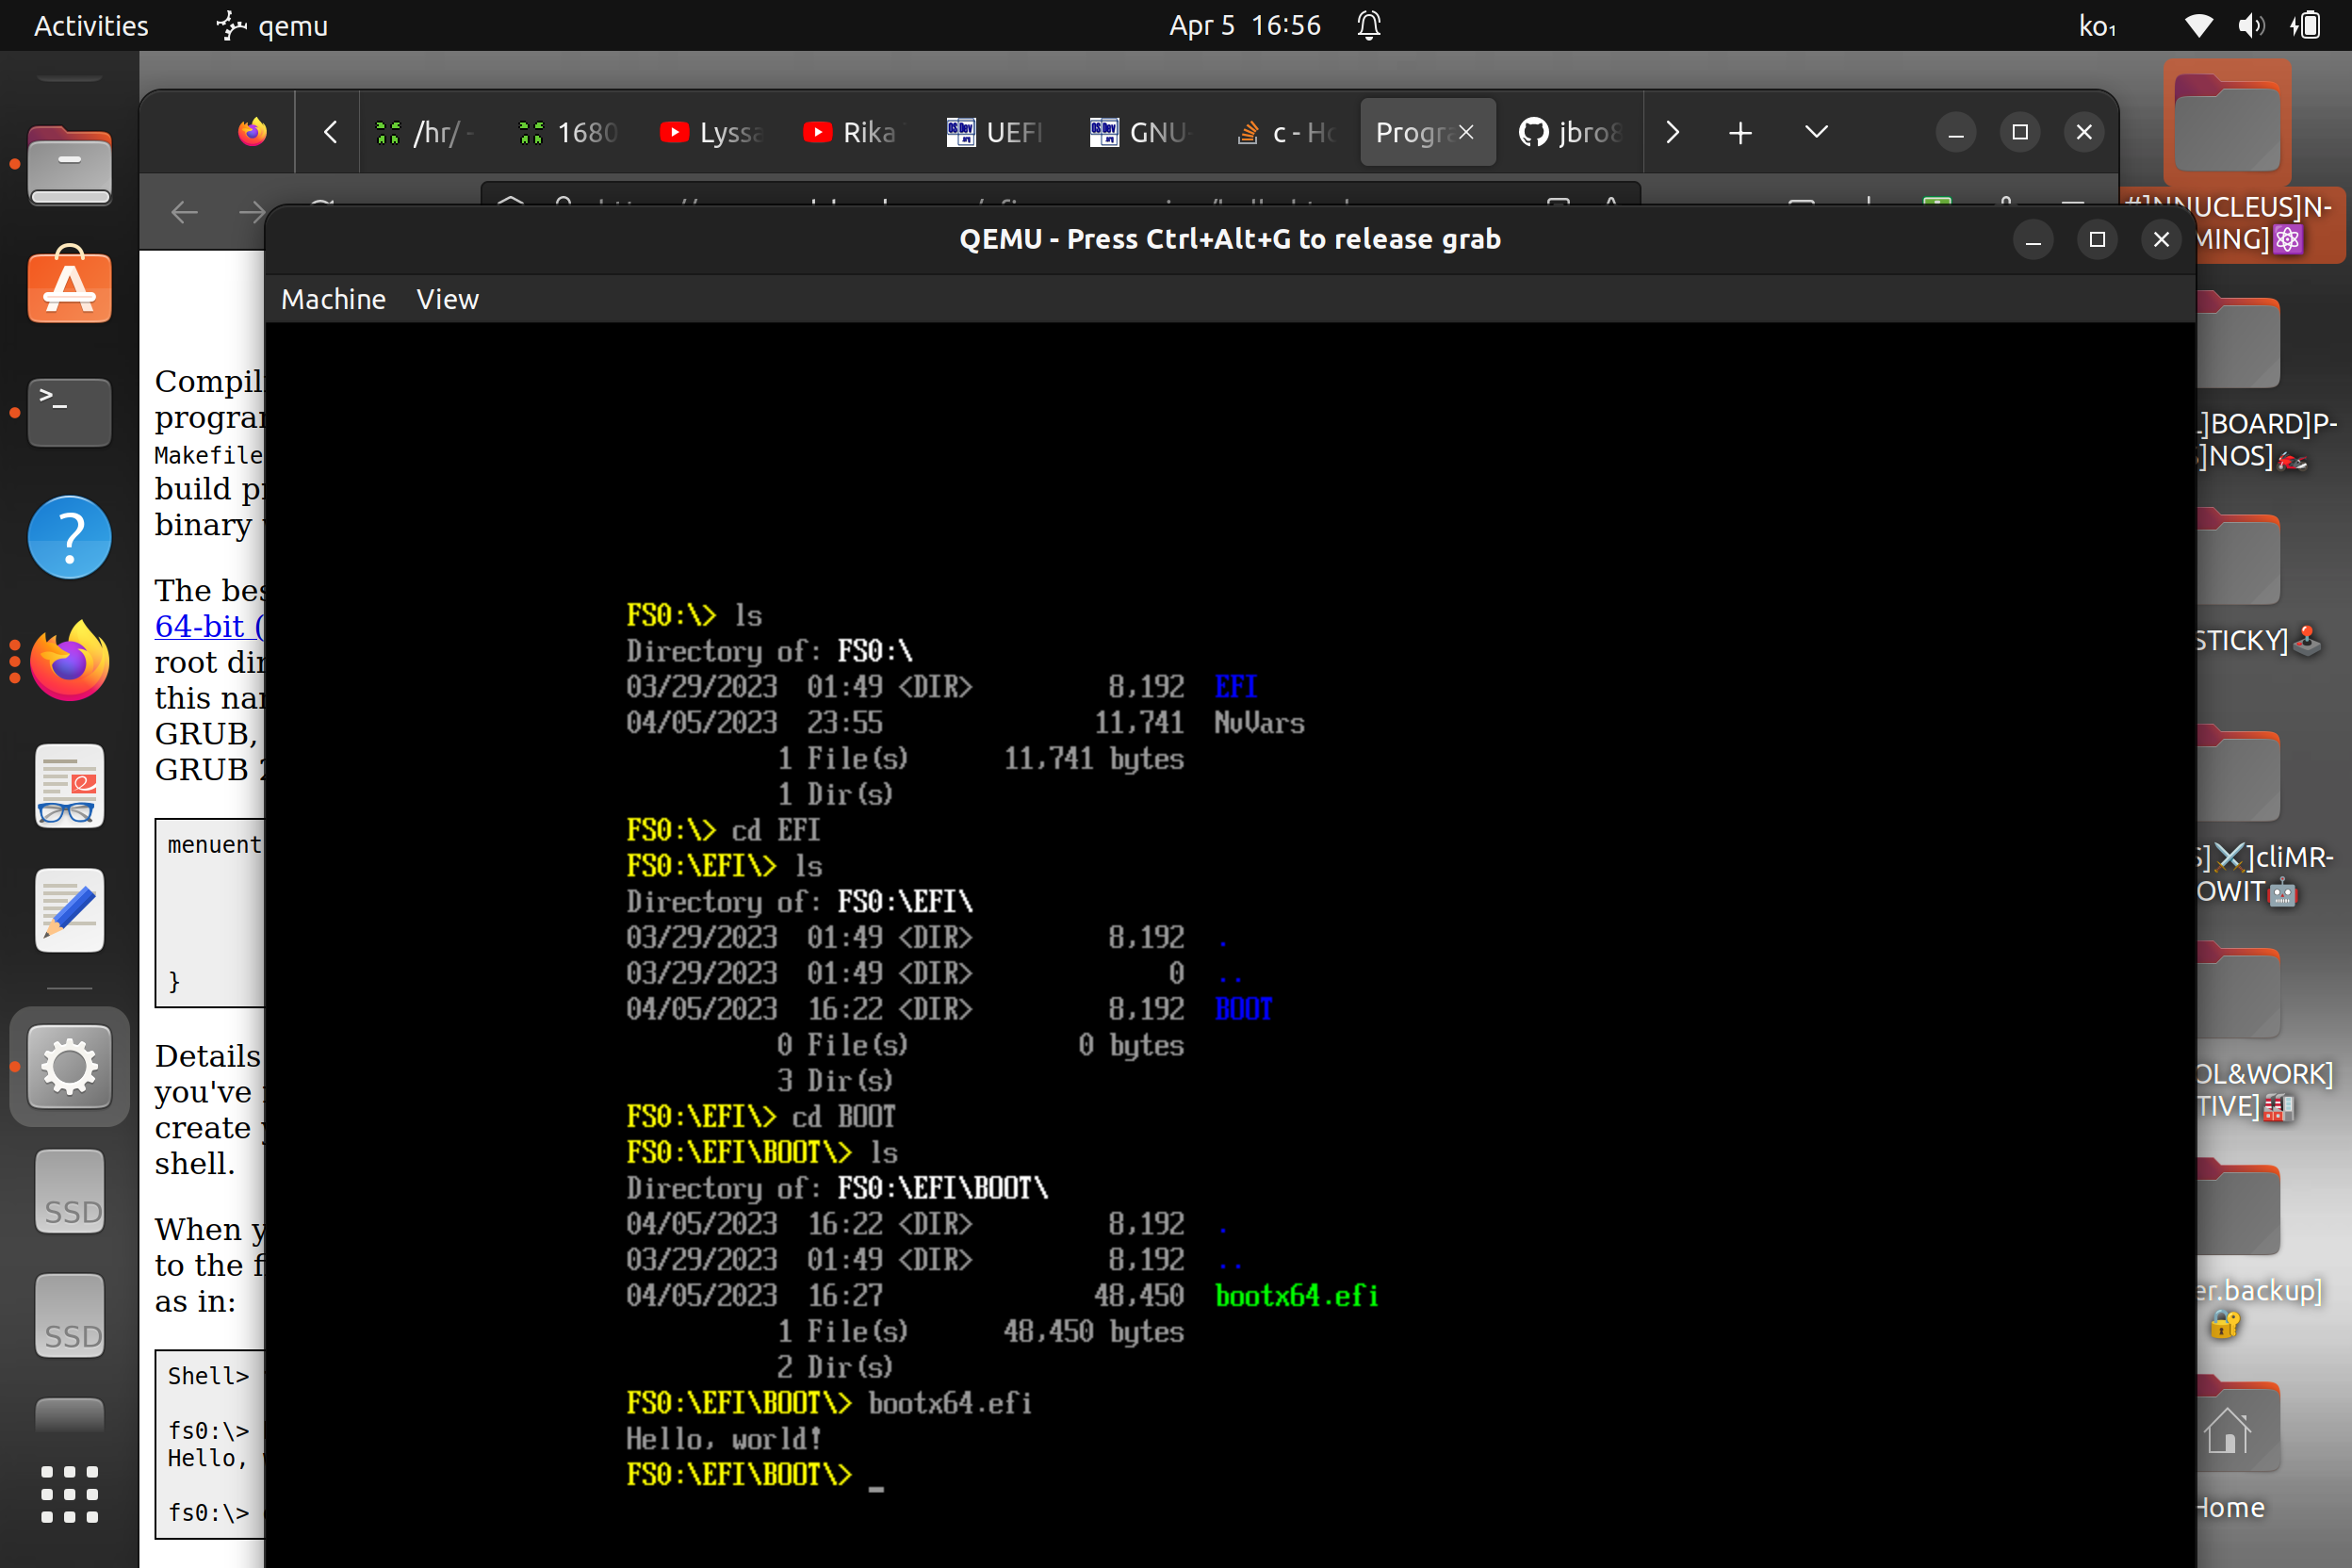 Activities
qemu
Apr 5 16:56
ko₁
/hr/ -
1680
Lyssa
Rika
UEFI
GNU-
c - Ho
Progra
jbro8
QEMU - Press Ctrl+Alt+G to release grab
Machine View
Compil
program
Makefile
build p
binary
The bes
64-bit (
root dir
this nam
GRUB,
GRUB 2
menuent
}
Details
you've
create
shell.
When y
to the f
as in:
Shell>
fs0:\>
Hello,
fs0:\>
FS0:\> ls
Directory of: FS0:\
03/29/2023 01:49 <DIR> 8,192 EFI
04/05/2023 23:55 11,741 NvVars
1 File(s) 11,741 bytes
1 Dir(s)
FS0:\> cd EFI
FS0:\EFI\> ls
Directory of: FS0:\EFI\
03/29/2023 01:49 <DIR> 8,192 .
03/29/2023 01:49 <DIR> 0 ..
04/05/2023 16:22 <DIR> 8,192 BOOT
0 File(s) 0 bytes
3 Dir(s)
FS0:\EFI\> cd BOOT
FS0:\EFI\BOOT\> ls
Directory of: FS0:\EFI\BOOT\
04/05/2023 16:22 <DIR> 8,192 .
03/29/2023 01:49 <DIR> 8,192 ..
04/05/2023 16:27 48,450 bootx64.efi
1 File(s) 48,450 bytes
2 Dir(s)
FS0:\EFI\BOOT\> bootx64.efi
Hello, world!
FS0:\EFI\BOOT\> _
SSD
SSD
NUCLEUS]N-
MING]⚛
]BOARD]P-
]NOS]🏍
STICKY]🕹
]⚔]cliMR-
OWIT🤖
OL&WORK]
TIVE]🏭
er.backup]
🔐
Home